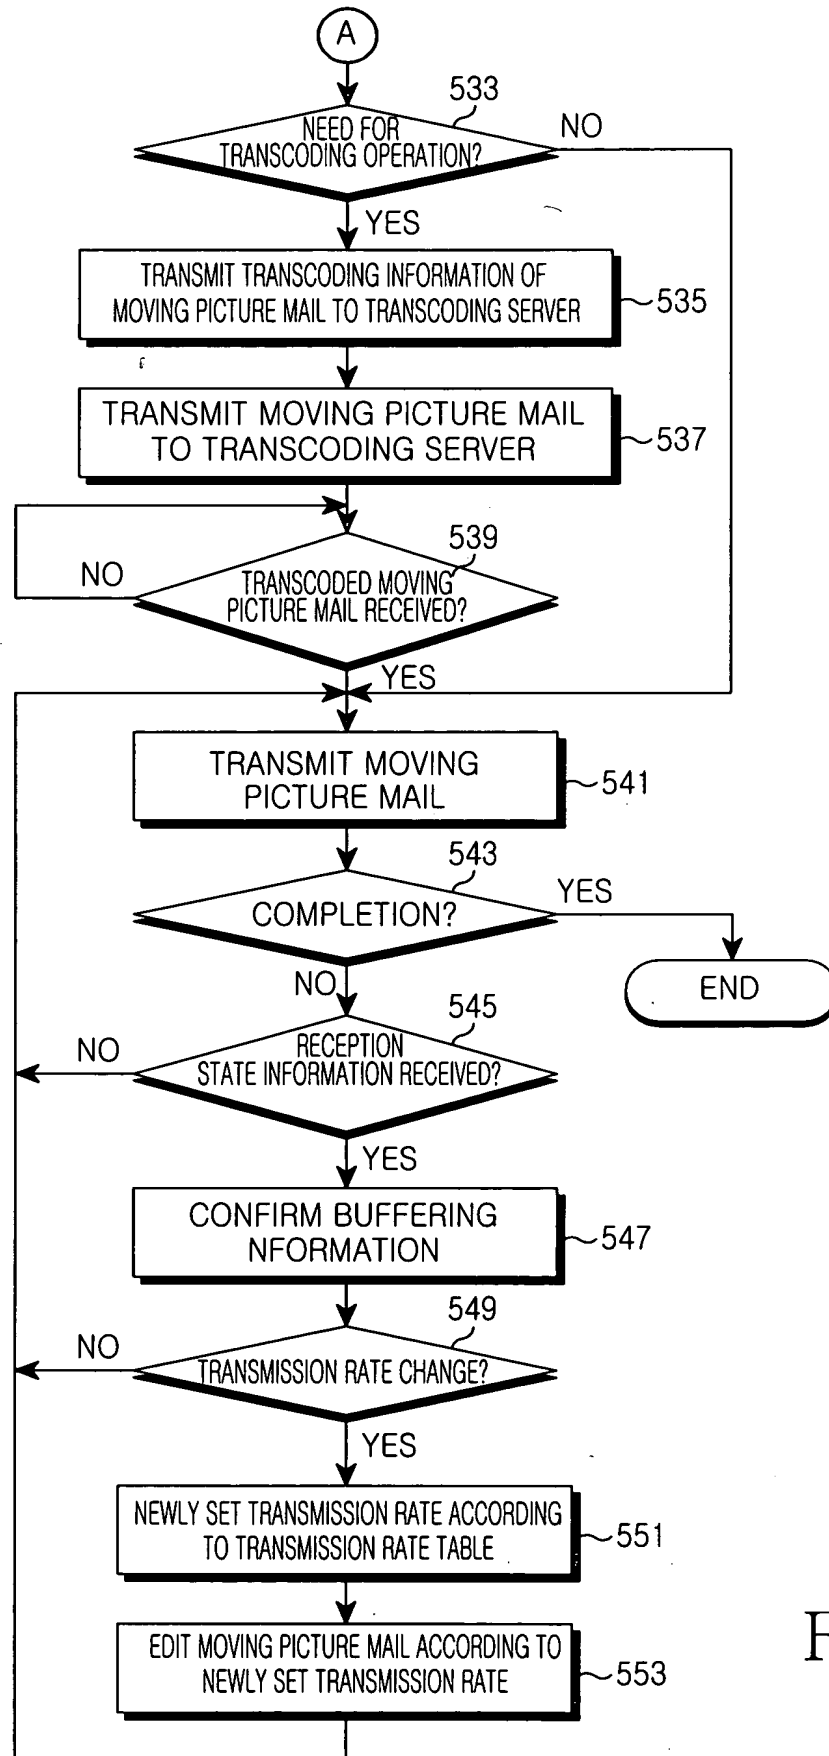 A
533
NEED FOR
TRANSCODING OPERATION?
NO
YES
TRANSMIT TRANSCODING INFORMATION OF
MOVING PICTURE MAIL TO TRANSCODING SERVER
535
TRANSMIT MOVING PICTURE MAIL
TO TRANSCODING SERVER
537
539
NO
TRANSCODED MOVING
PICTURE MAIL RECEIVED?
YES
TRANSMIT MOVING
PICTURE MAIL
541
543
YES
COMPLETION?
END
NO
545
NO
RECEPTION
STATE INFORMATION RECEIVED?
YES
CONFIRM BUFFERING
NFORMATION
547
549
NO
TRANSMISSION RATE CHANGE?
YES
NEWLY SET TRANSMISSION RATE ACCORDING
TO TRANSMISSION RATE TABLE
551
EDIT MOVING PICTURE MAIL ACCORDING TO
NEWLY SET TRANSMISSION RATE
553
F